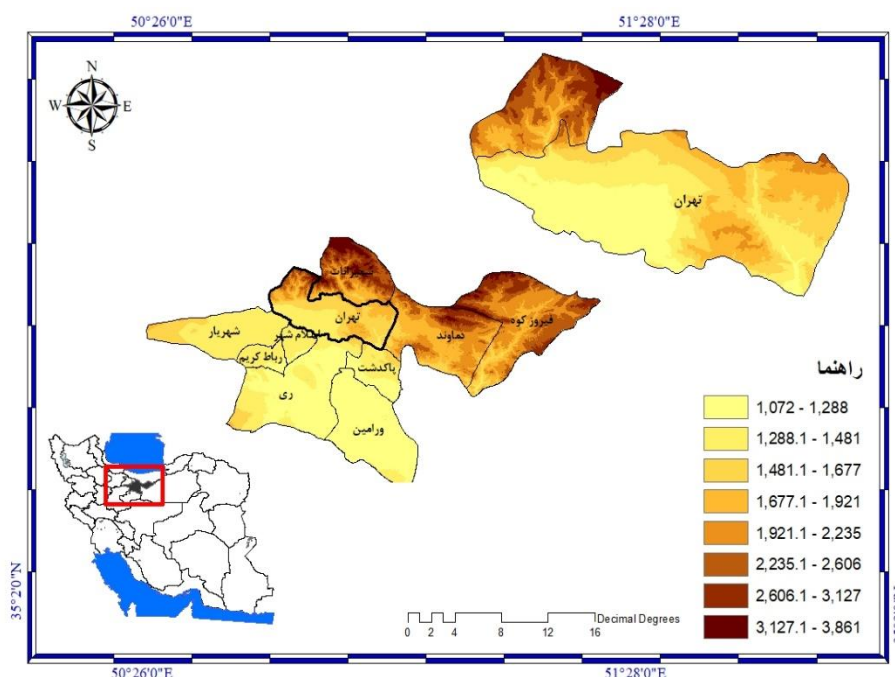 50°26'0"E 51°28'0"E
N
W E
S
تهران
شمیرانات
تهران
فیروز کوه
دماوند
شهریار
اسلام شهر
رباط کریم
پاکدشت
ری
ورامین
راهنما
1,072 - 1,288
1,288.1 - 1,481
1,481.1 - 1,677
1,677.1 - 1,921
1,921.1 - 2,235
2,235.1 - 2,606
2,606.1 - 3,127
3,127.1 - 3,861
35°2'0"N
Decimal Degrees
0 2 4 8 12 16
50°26'0"E 51°28'0"E